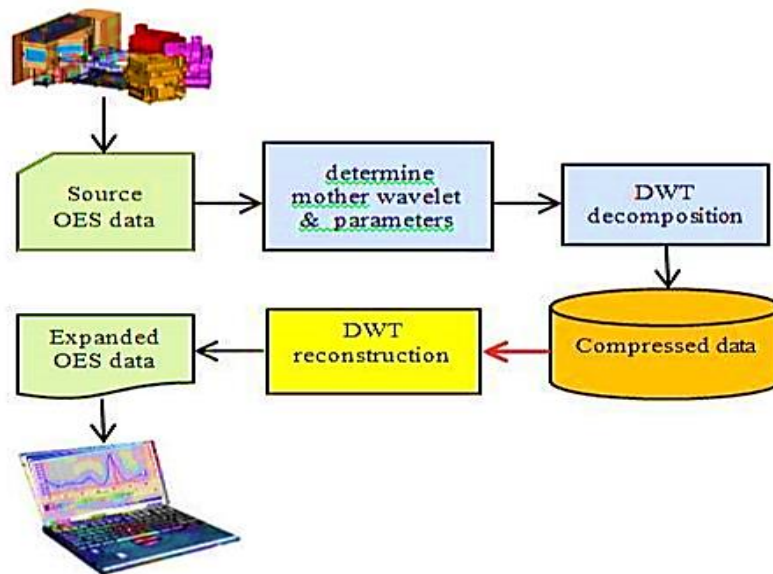 Source
OES data
determine
mother wavelet
& parameters
DWT
decomposition
Expanded
OES data
DWT
reconstruction
Compressed data